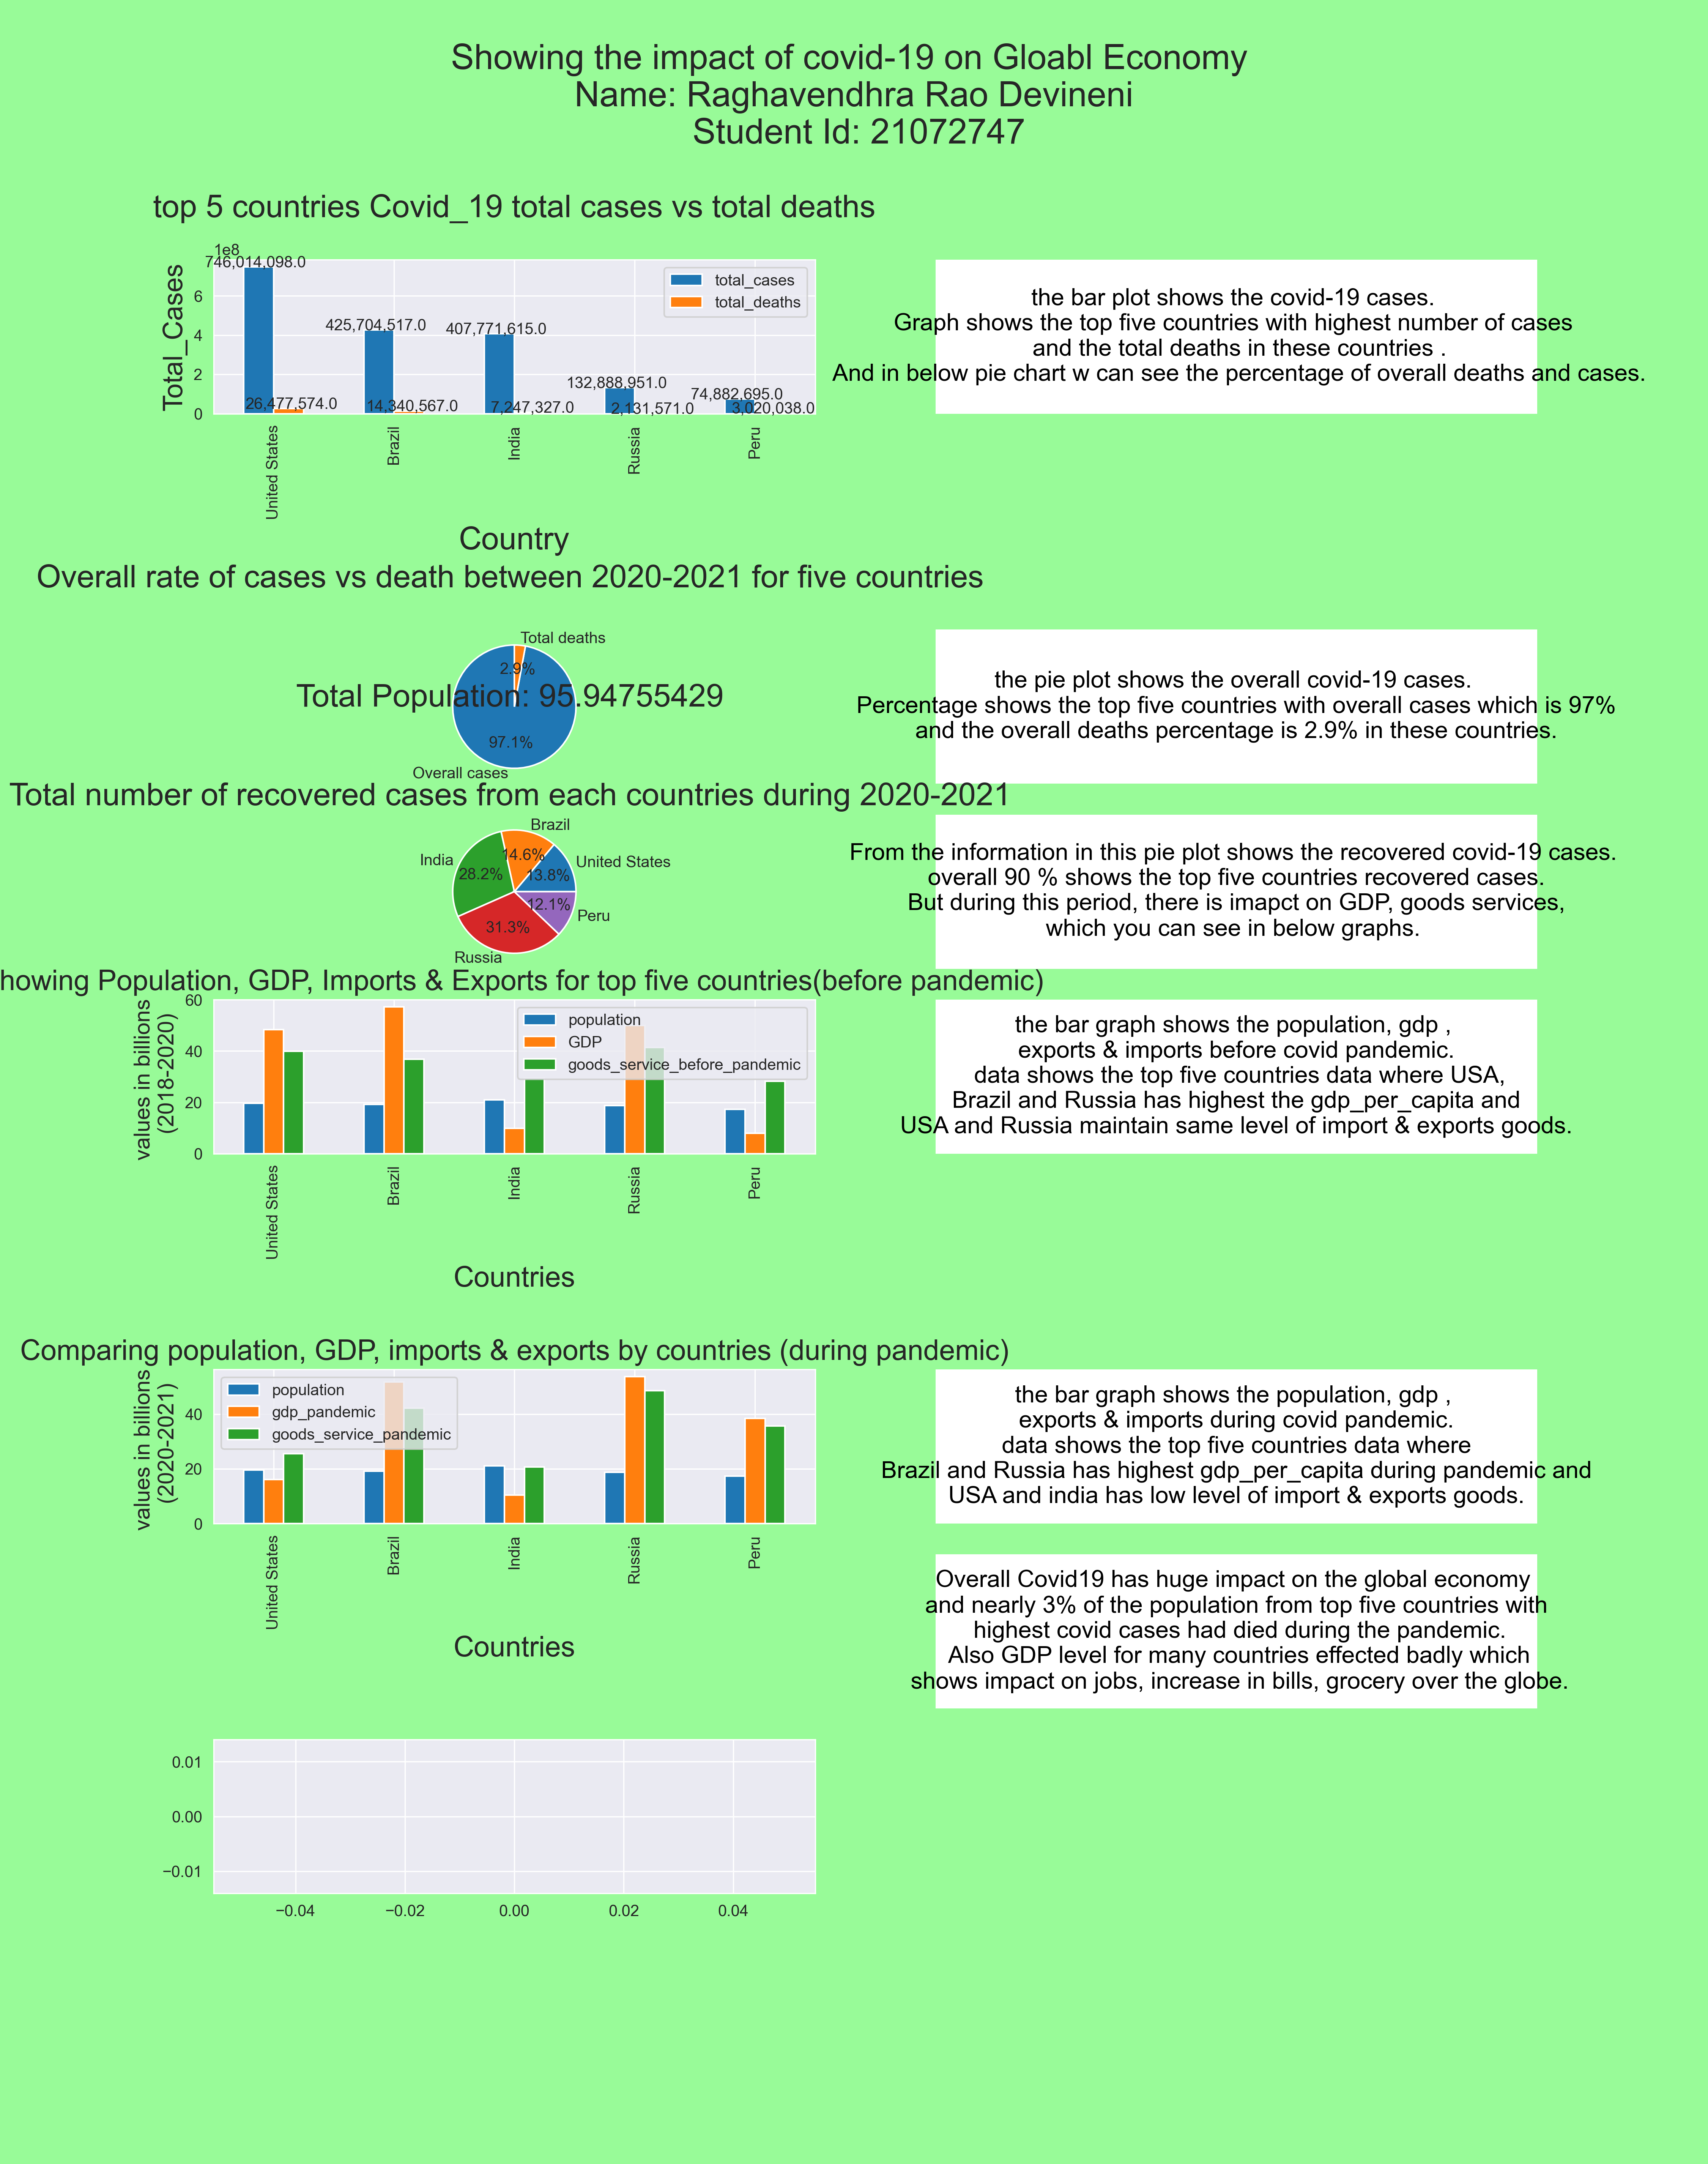 Showing the impact of covid-19 on Gloabl Economy
Name: Raghavendhra Rao Devineni
Student Id: 21072747
top 5 countries Covid_19 total cases vs total deaths
1e8
746,014,098.0
425,704,517.0
407,771,615.0
132,888,951.0
74,882,695.0
26,477,574.0
14,340,567.0
7,247,327.0
2,131,571.0
3,020,038.0
total_cases
total_deaths
Total_Cases
6
4
2
0
United States
Brazil
India
Russia
Peru
Country
the bar plot shows the covid-19 cases.
Graph shows the top five countries with highest number of cases
and the total deaths in these countries .
And in below pie chart w can see the percentage of overall deaths and cases.
Overall rate of cases vs death between 2020-2021 for five countries
Total deaths
2.9%
Total Population: 95.94755429
97.1%
Overall cases
the pie plot shows the overall covid-19 cases.
Percentage shows the top five countries with overall cases which is 97%
and the overall deaths percentage is 2.9% in these countries.
Total number of recovered cases from each countries during 2020-2021
Brazil
India
United States
14.6%
28.2%
13.8%
12.1%
Peru
31.3%
Russia
From the information in this pie plot shows the recovered covid-19 cases.
overall 90 % shows the top five countries recovered cases.
But during this period, there is imapct on GDP, goods services,
which you can see in below graphs.
howing Population, GDP, Imports & Exports for top five countries(before pandemic)
values in billions
(2018-2020)
60
40
20
0
population
GDP
goods_service_before_pandemic
United States
Brazil
India
Russia
Peru
Countries
the bar graph shows the population, gdp ,
exports & imports before covid pandemic.
data shows the top five countries data where USA,
Brazil and Russia has highest the gdp_per_capita and
USA and Russia maintain same level of import & exports goods.
Comparing population, GDP, imports & exports by countries (during pandemic)
values in billions
(2020-2021)
40
20
0
population
gdp_pandemic
goods_service_pandemic
United States
Brazil
India
Russia
Peru
Countries
the bar graph shows the population, gdp ,
exports & imports during covid pandemic.
data shows the top five countries data where
Brazil and Russia has highest gdp_per_capita during pandemic and
USA and india has low level of import & exports goods.
Overall Covid19 has huge impact on the global economy
and nearly 3% of the population from top five countries with
highest covid cases had died during the pandemic.
Also GDP level for many countries effected badly which
shows impact on jobs, increase in bills, grocery over the globe.
0.01
0.00
−0.01
−0.04
−0.02
0.00
0.02
0.04